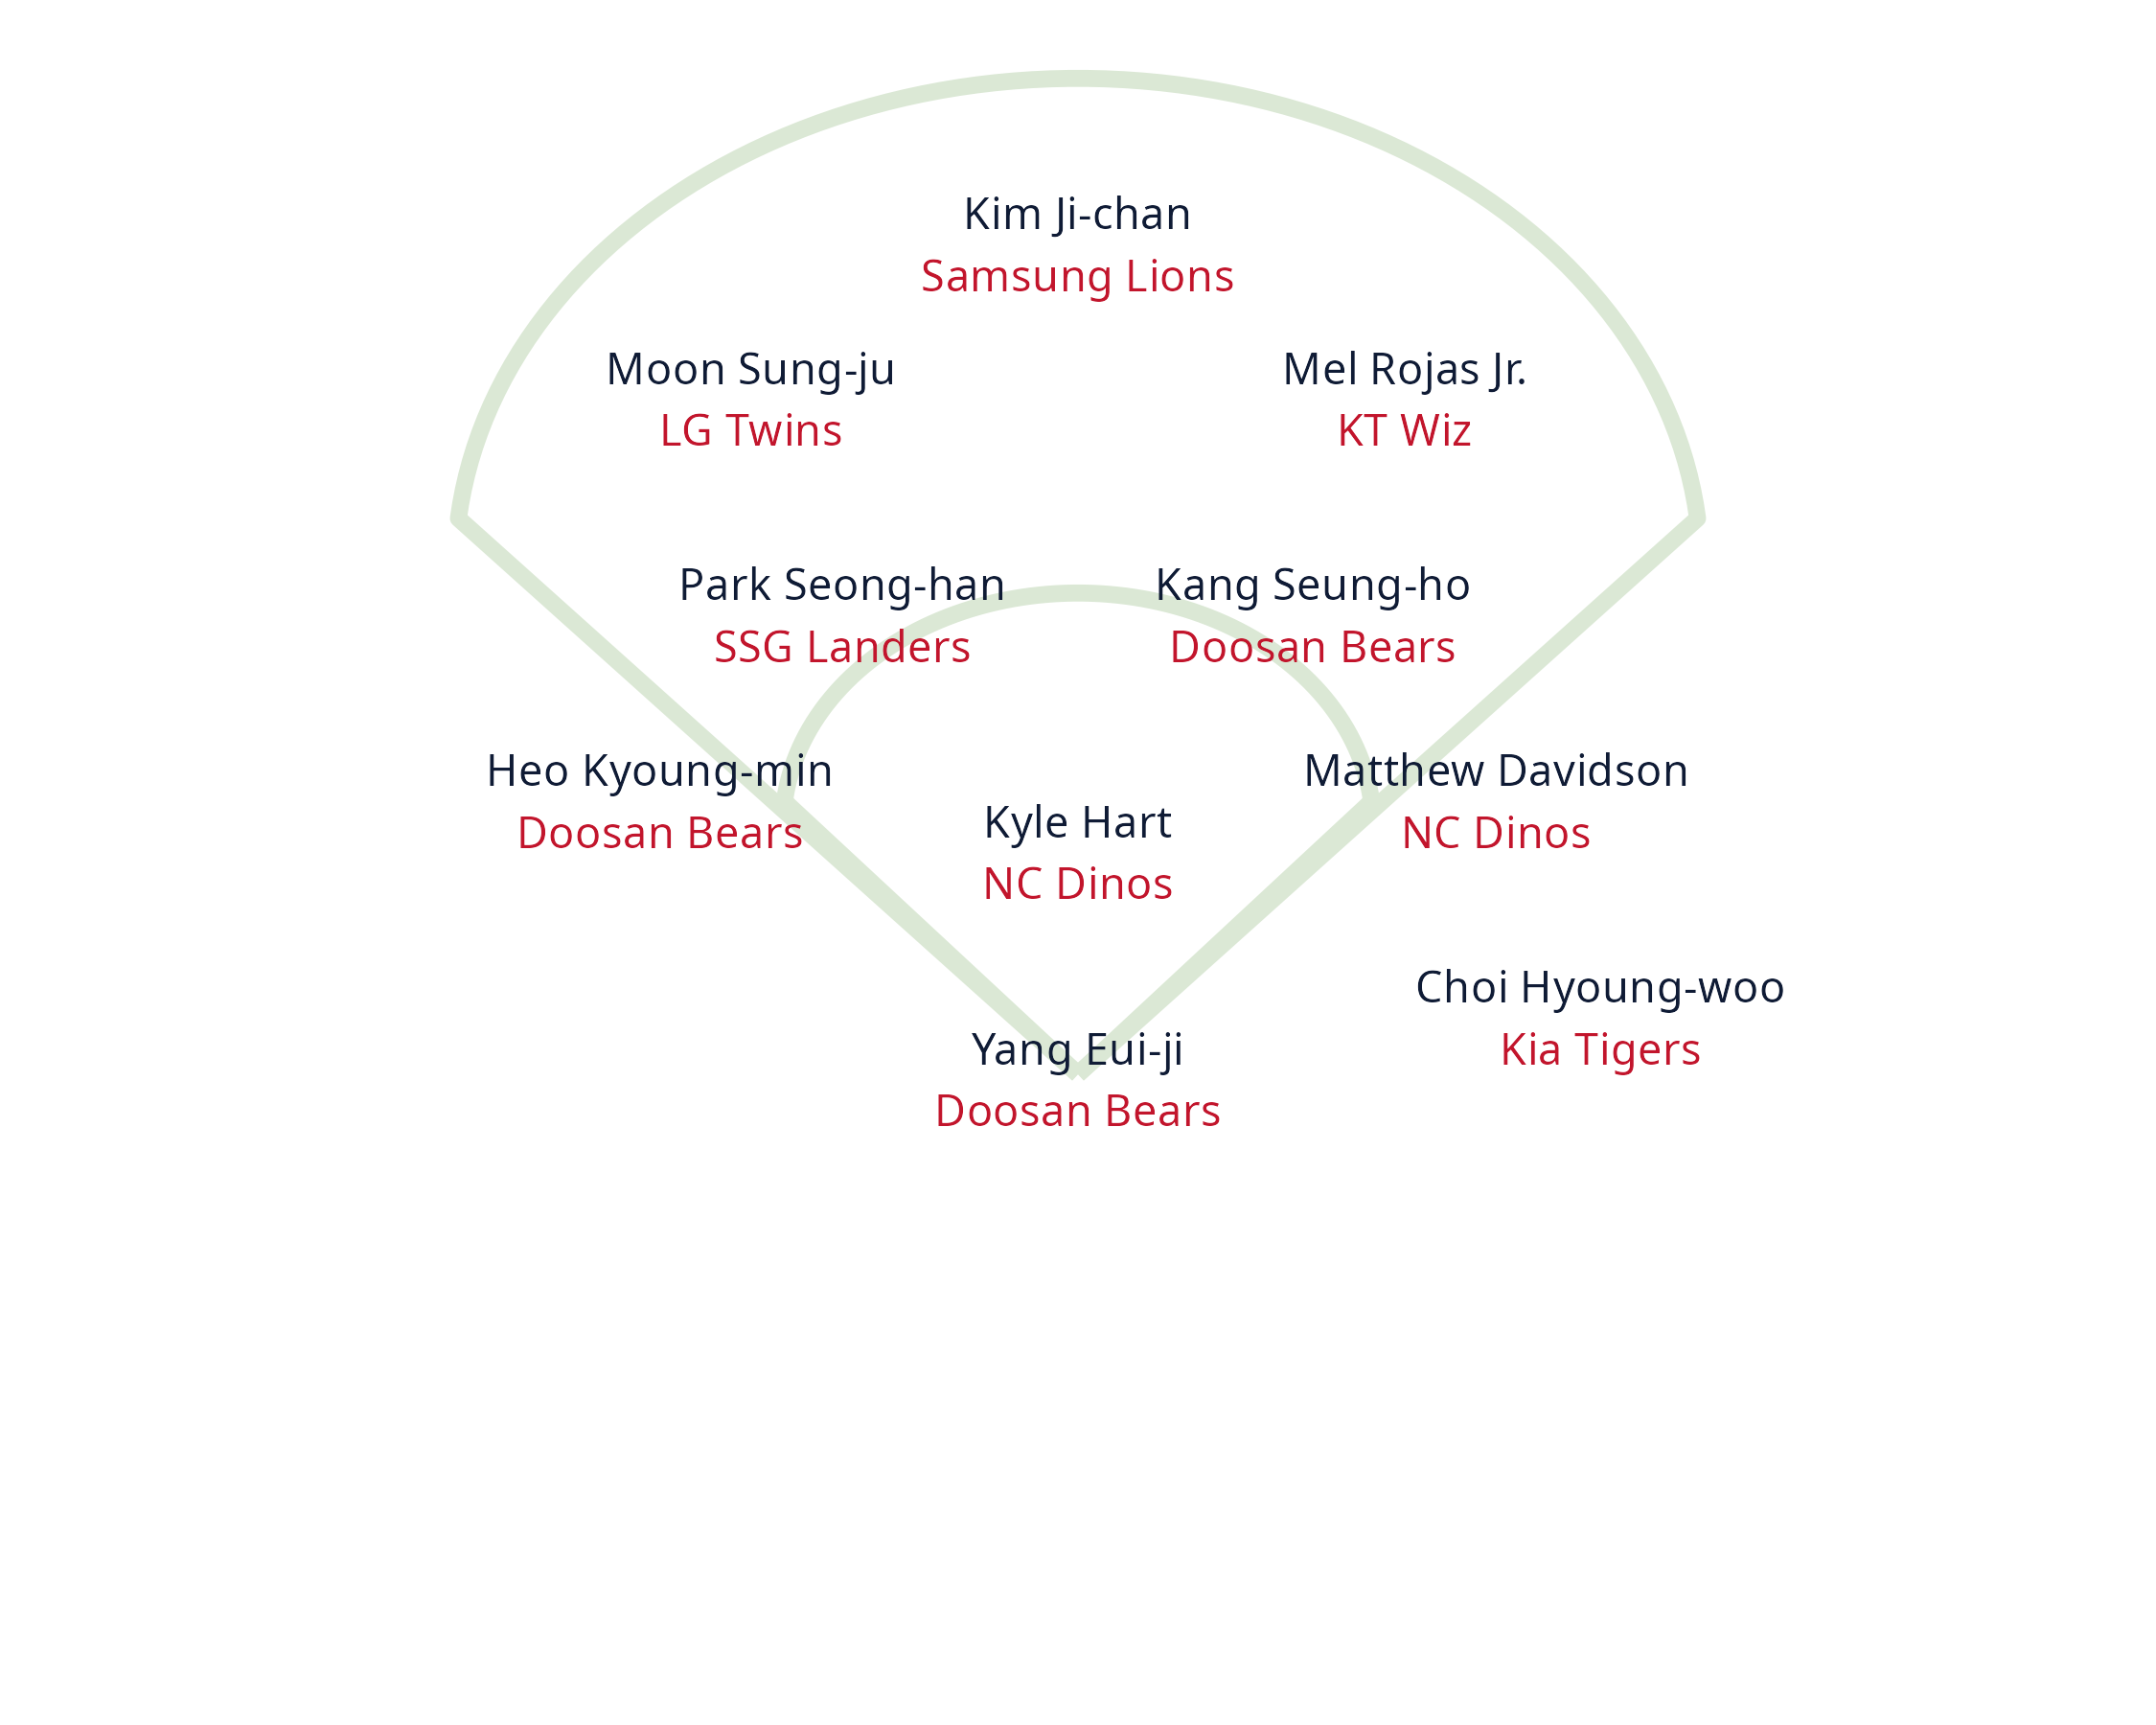 Kim Ji-chan
Samsung Lions
Moon Sung-ju
LG Twins
Mel Rojas Jr.
KT Wiz
Park Seong-han
SSG Landers
Kang Seung-ho
Doosan Bears
Heo Kyoung-min
Doosan Bears
Kyle Hart
NC Dinos
Matthew Davidson
NC Dinos
Yang Eui-ji
Doosan Bears
Choi Hyoung-woo
Kia Tigers